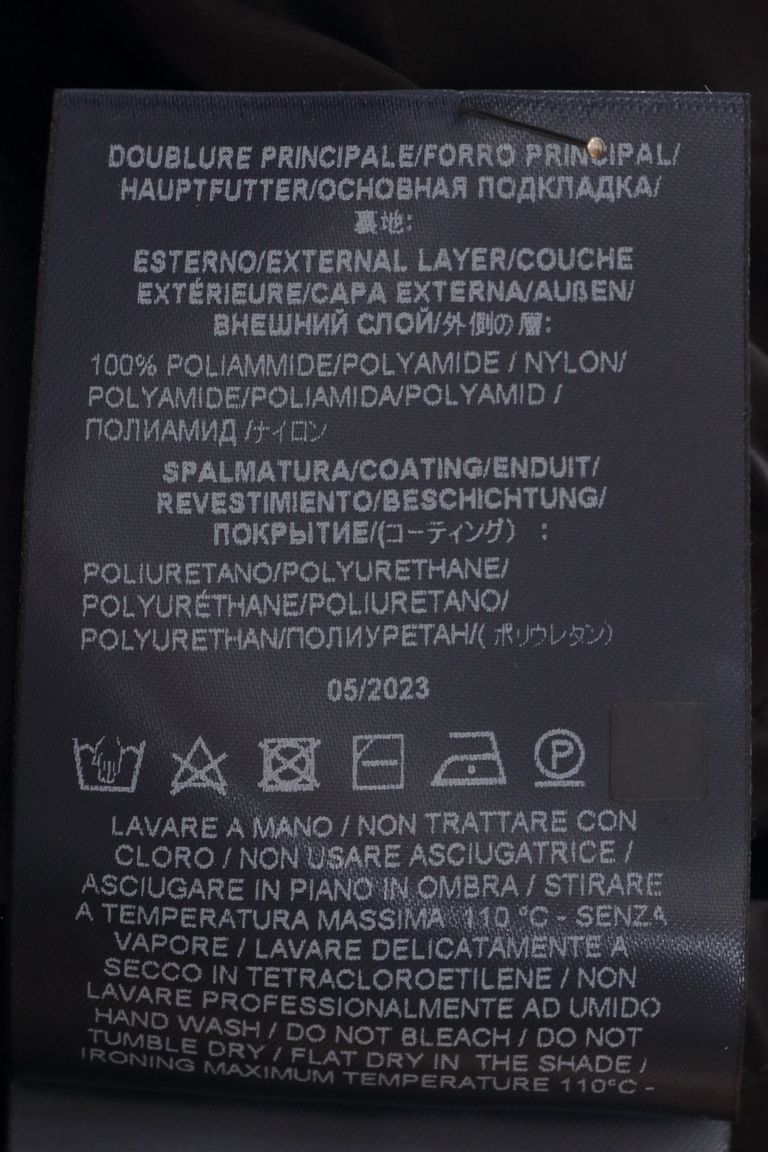 DOUBLURE PRINCIPALE/FORRO PRINCIPAL/
HAUPTFUTTER/ОСНОВНАЯ ПОДКЛАДКА/
裏地:
ESTERNO/EXTERNAL LAYER/COUCHE
EXTÉRIEURE/CAPA EXTERNA/AUßEN/
ВНЕШНИЙ СЛОЙ/外側の層:
100% POLIAMMIDE/POLYAMIDE / NYLON/
POLYAMIDE/POLIAMIDA/POLYAMID /
ПОЛИАМИД /ナイロン
SPALMATURA/COATING/ENDUIT/
REVESTIMIENTO/BESCHICHTUNG/
ПОКРЫТИЕ/(コーティング) :
POLIURETANO/POLYURETHANE/
POLYURÉTHANE/POLIURETANO/
POLYURETHAN/ПОЛИУРЕТАН/( ポリウレタン)
05/2023
P
LAVARE A MANO / NON TRATTARE CON
CLORO / NON USARE ASCIUGATRICE /
ASCIUGARE IN PIANO IN OMBRA / STIRARE
A TEMPERATURA MASSIMA 110 °C - SENZA
VAPORE / LAVARE DELICATAMENTE A
SECCO IN TETRACLOROETILENE / NON
LAVARE PROFESSIONALMENTE AD UMIDO
HAND WASH / DO NOT BLEACH / DO NOT
TUMBLE DRY / FLAT DRY IN THE SHADE /
IRONING MAXIMUM TEMPERATURE 110°C -